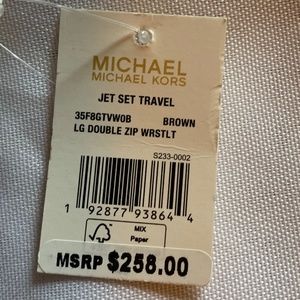 MICHAEL
MICHAEL KORS
JET SET TRAVEL
35F8GTVW0B BROWN
LG DOUBLE ZIP WRSTLT
S233-0002
1 92877 93864 4
MIX
Paper
MSRP $258.00